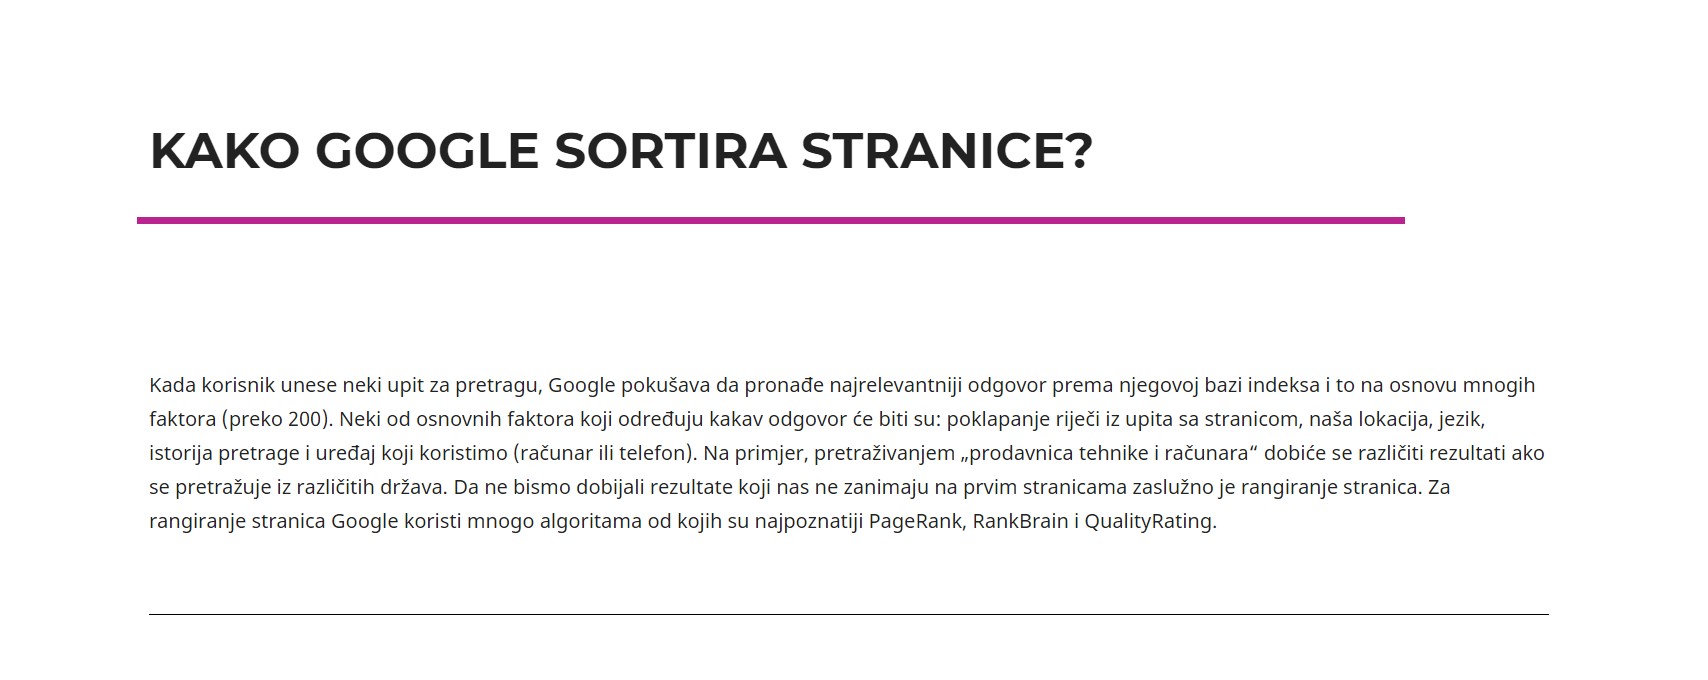 KAKO GOOGLE SORTIRA STRANICE?
Kada korisnik unese neki upit za pretragu, Google pokušava da pronađe najrelevantniji odgovor prema njegovoj bazi indeksa i to na osnovu mnogih
faktora (preko 200). Neki od osnovnih faktora koji određuju kakav odgovor će biti su: poklapanje riječi iz upita sa stranicom, naša lokacija, jezik,
istorija pretrage i uređaj koji koristimo (računar ili telefon). Na primjer, pretraživanjem „prodavnica tehnike i računara“ dobiće se različiti rezultati ako
se pretražuje iz različitih država. Da ne bismo dobijali rezultate koji nas ne zanimaju na prvim stranicama zaslužno je rangiranje stranica. Za
rangiranje stranica Google koristi mnogo algoritama od kojih su najpoznatiji PageRank, RankBrain i QualityRating.